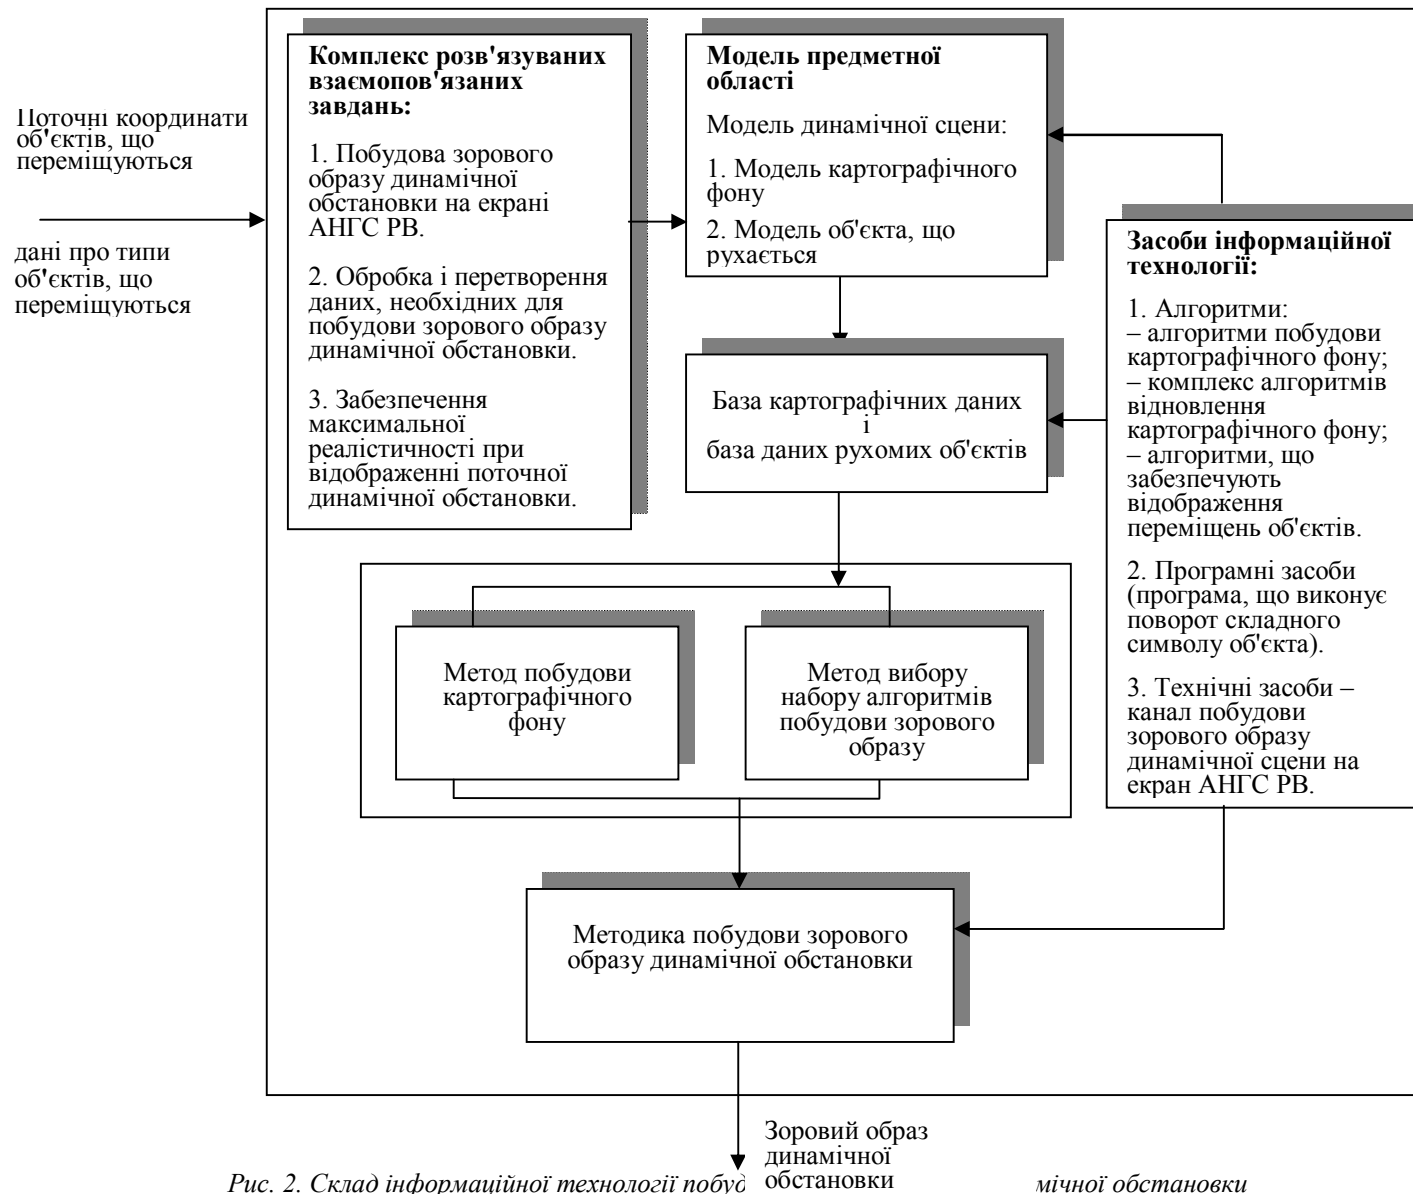 Поточні координати
об'єктів, що
переміщуються
дані про типи
об'єктів, що
переміщуються
Комплекс розв'язуваних
взаємопов'язаних
завдань:
1. Побудова зорового
образу динамічної
обстановки на екрані
АНГС РВ.
2. Обробка і перетворення
даних, необхідних для
побудови зорового образу
динамічної обстановки.
3. Забезпечення
максимальної
реалістичності при
відображенні поточної
динамічної обстановки.
Модель предметної
області
Модель динамічної сцени:
1. Модель картографічного
фону
2. Модель об'єкта, що
рухається
База картографічних даних
і
база даних рухомих об'єктів
Засоби інформаційної
технології:
1. Алгоритми:
– алгоритми побудови
картографічного фону;
– комплекс алгоритмів
відновлення
картографічного фону;
– алгоритми, що
забезпечують
відображення
переміщень об'єктів.
2. Програмні засоби
(програма, що виконує
поворот складного
символу об'єкта).
3. Технічні засоби –
канал побудови
зорового образу
динамічної сцени на
екран АНГС РВ.
Метод побудови
картографічного
фону
Метод вибору
набору алгоритмів
побудови зорового
образу
Методика побудови зорового
образу динамічної обстановки
Зоровий образ
динамічної
обстановки
Рис. 2. Склад інформаційної технології побуд мічної обстановки